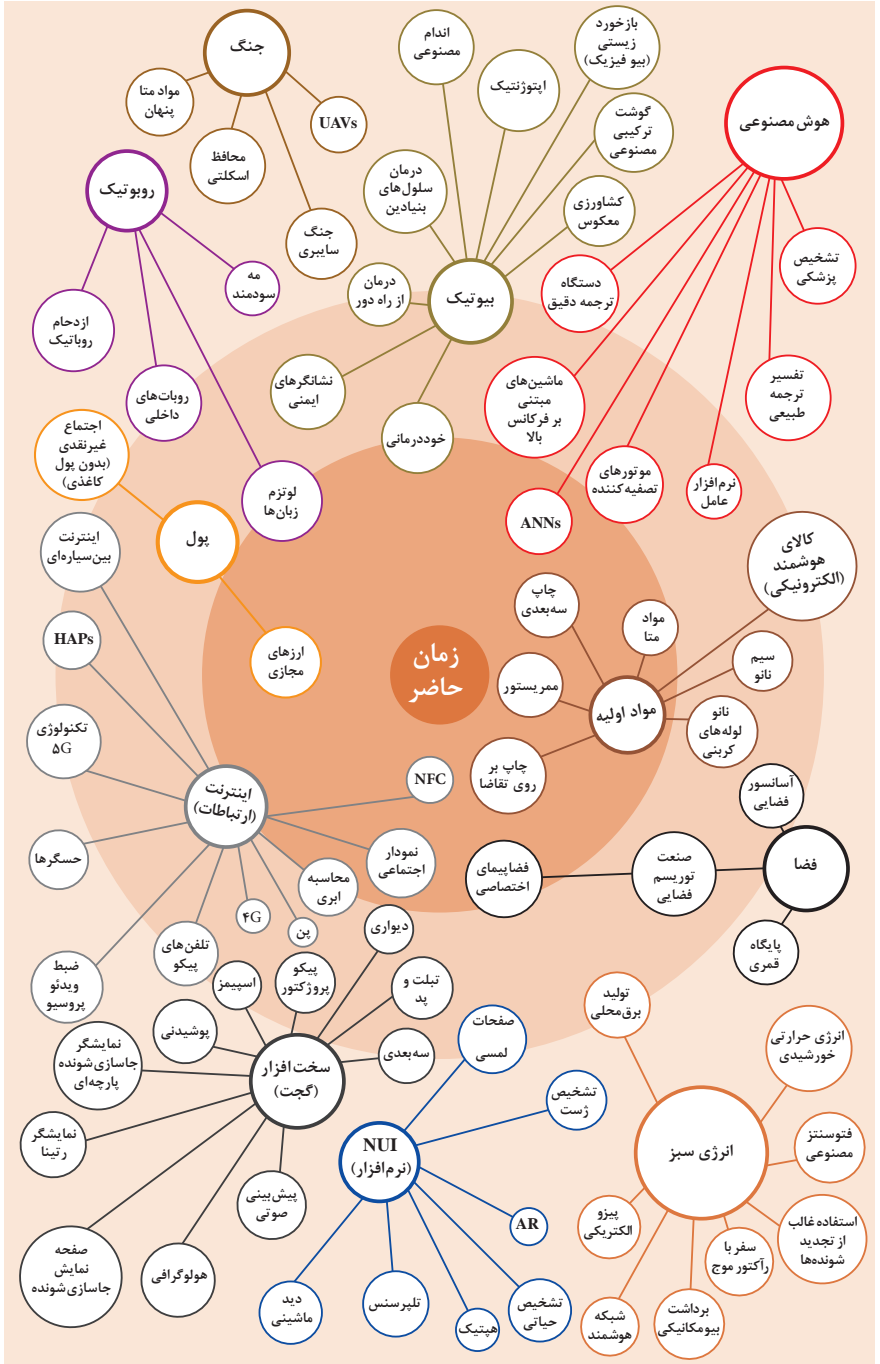 جنگ
مواد متا
پنهان
محافظ
اسکلتی
UAVs
جنگ
سایبری
روبوتیک
مه
سودمند
ازدحام
روباتیک
روبات‌های
داخلی
لوتزم
زبان‌ها
بیوتیک
اندام
مصنوعی
اپتوژنتیک
بازخورد
زیستی
(بیو فیزیک)
گوشت
ترکیبی
مصنوعی
درمان
سلول‌های
بنیادین
کشاورزی
معکوس
درمان
از راه دور
نشانگرهای
ایمنی
خوددرمانی
هوش مصنوعی
تشخیص
پزشکی
دستگاه
ترجمه دقیق
تفسیر
ترجمه
طبیعی
ماشین‌های
مبتنی
بر فرکانس
بالا
موتورهای
تصفیه‌کننده
نرم‌افزار
عامل
ANNs
پول
اجتماع
غیرنقدی
(بدون پول
کاغذی)
ارزهای
مجازی
زمان
حاضر
مواد اولیه
کالای
هوشمند
(الکترونیکی)
چاپ
سه‌بعدی
مواد
متا
سیم
نانو
ممریستور
نانو
لوله‌های
کربنی
چاپ بر
روی تقاضا
اینترنت
(ارتباطات)
اینترنت
بین‌سیاره‌ای
HAPs
تکنولوژی
۵G
حسگرها
ضبط
ویدئو
پروسیو
تلفن‌های
پیکو
۴G
پن
محاسبه
ابری
نمودار
اجتماعی
NFC
فضا
آسانسور
فضایی
صنعت
توریسم
فضایی
فضاپیمای
اختصاصی
پایگاه
قمری
سخت‌افزار
(گجت)
دیواری
پیکو
پروژکتور
اسپیمز
تبلت و
پد
پوشیدنی
سه‌بعدی
نمایشگر
جاسازی‌شونده
پارچه‌ای
نمایشگر
رتینا
پیش‌بینی
صوتی
صفحه
نمایش
جاسازی‌شونده
هولوگرافی
NUI
(نرم‌افزار)
صفحات
لمسی
تشخیص
ژست
AR
تشخیص
حیاتی
هپتیک
تلپرسنس
دید
ماشینی
انرژی سبز
تولید
برق‌محلی
انرژی حرارتی
خورشیدی
فتوسنتز
مصنوعی
پیزو
الکتریکی
استفاده غالب
از تجدید
شونده‌ها
سفر با
رآکتور موج
برداشت
بیومکانیکی
شبکه
هوشمند